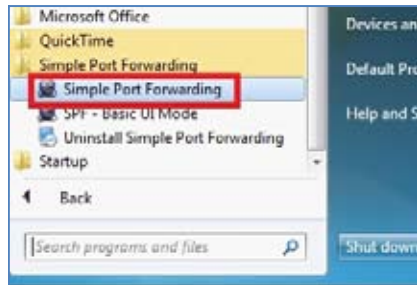 Microsoft Office
QuickTime
Simple Port Forwarding
Simple Port Forwarding
SPF - Basic UI Mode
Uninstall Simple Port Forwarding
Startup
Back
Search programs and files
Devices an
Default Pro
Help and S
Shut down